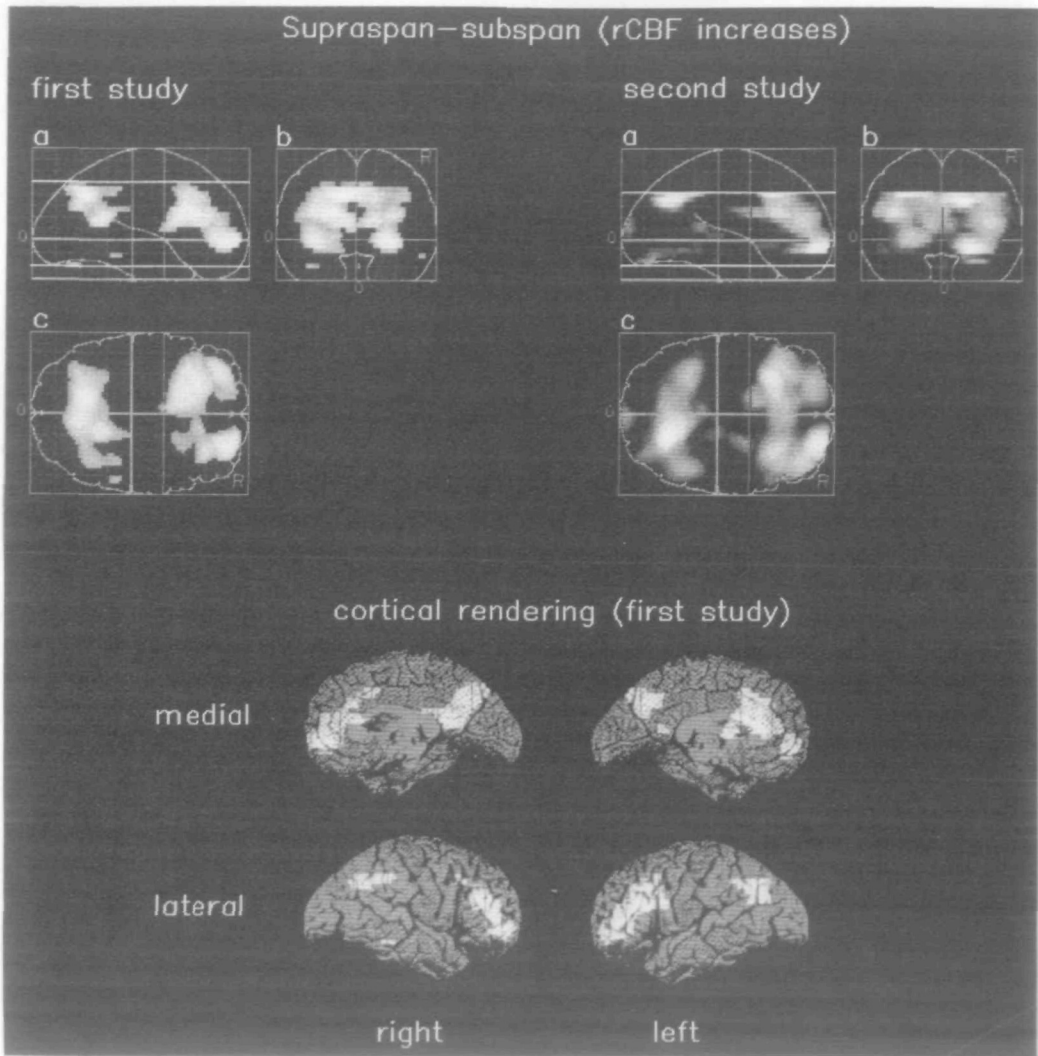 Supraspan-subspan (rCBF increases)
first study
second study
a
b
a
b
R
R
0
0
0
0
0
c
c
0
0
R
R
cortical rendering (first study)
medial
lateral
right
left